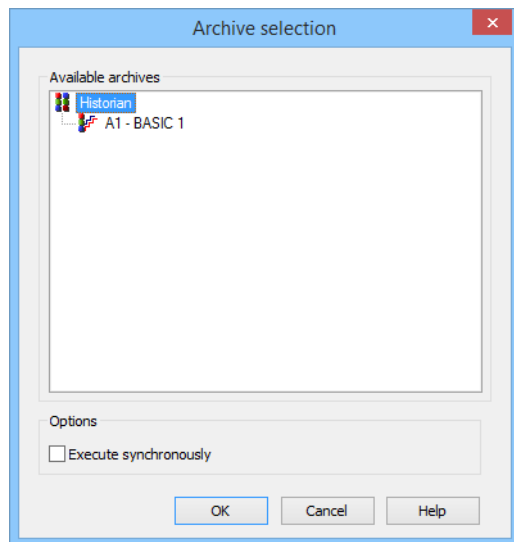 Archive selection
Available archives
Historian
A1 - BASIC 1
Options
Execute synchronously
OK
Cancel
Help